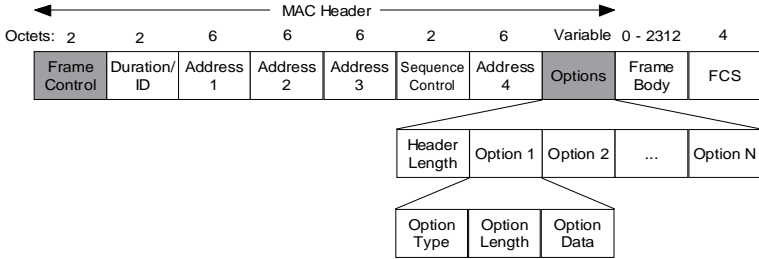 MAC Header
Octets: 2 2 6 6 6 2 6 Variable 0 - 2312 4
Frame Control Duration/ ID Address 1 Address 2 Address 3 Sequence Control Address 4 Options Frame Body FCS
Header Length Option 1 Option 2 ... Option N
Option Type Option Length Option Data